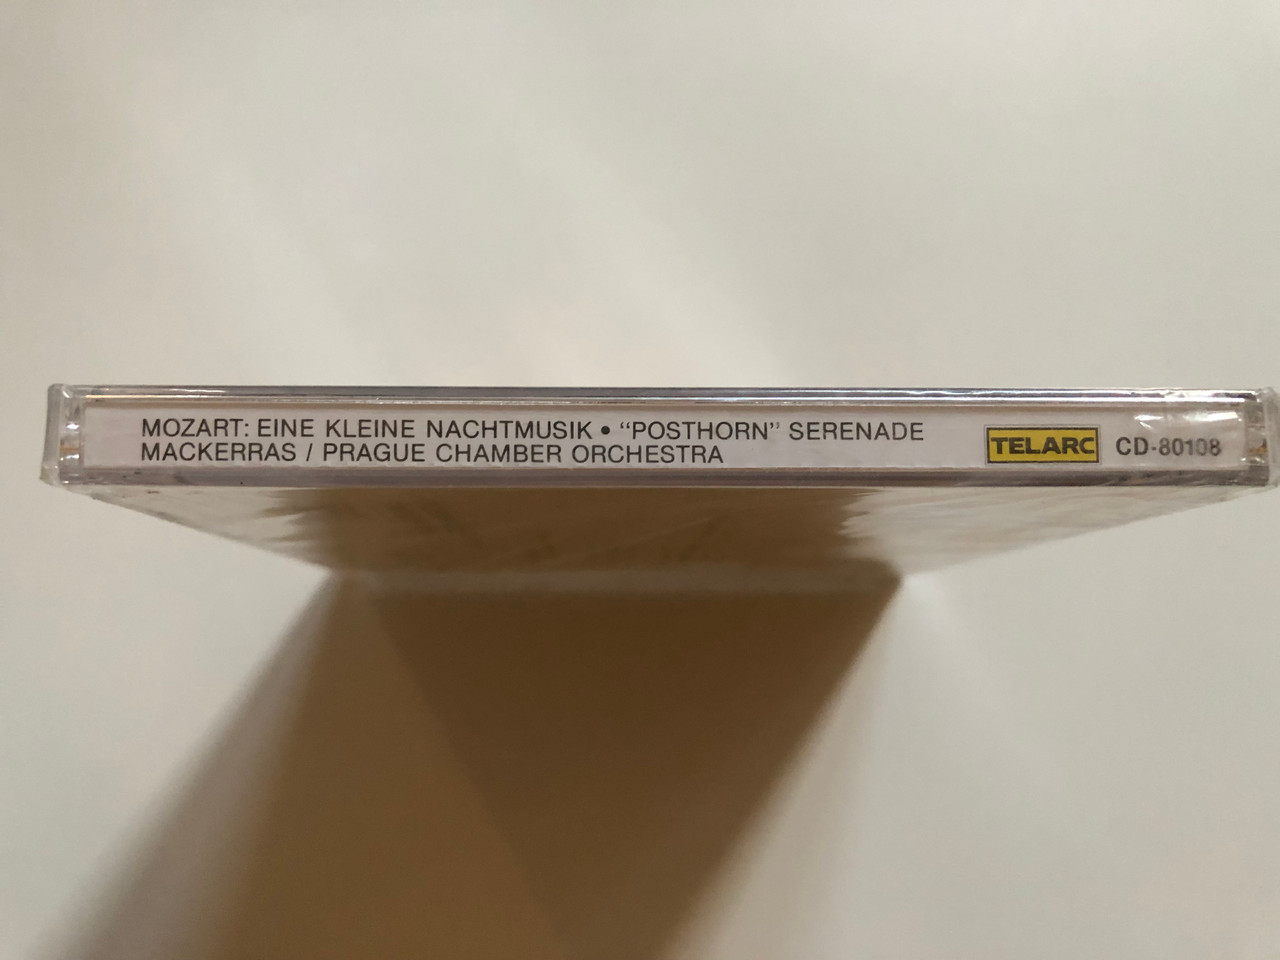 MOZART: EINE KLEINE NACHTMUSIK • “POSTHORN” SERENADE
MACKERRAS / PRAGUE CHAMBER ORCHESTRA
TELARC CD-80108